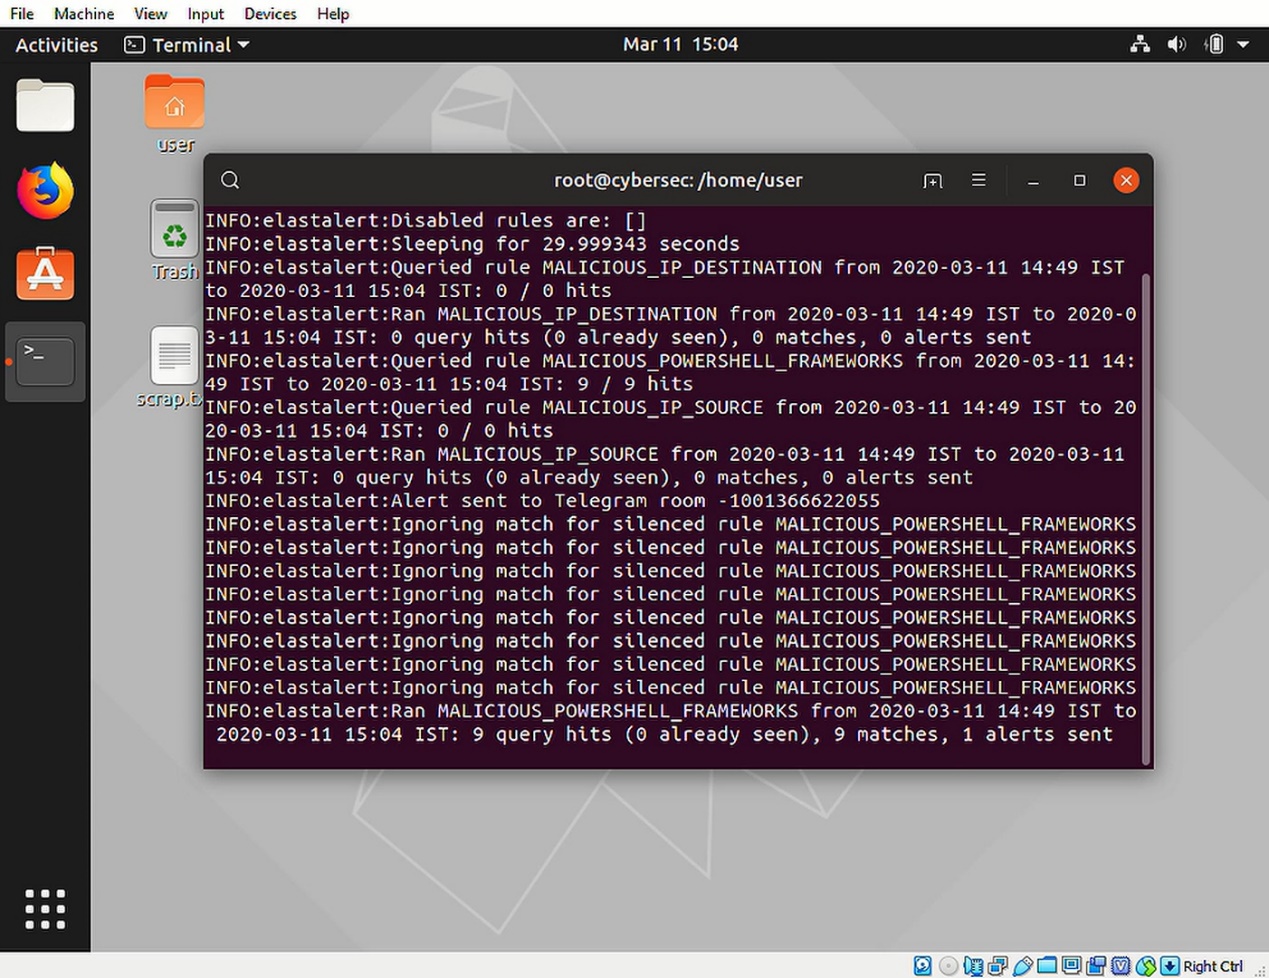 File Machine View Input Devices Help
Activities Terminal Mar 11 15:04
user
Trash
scrap.tx
root@cybersec: /home/user
INFO:elastalert:Disabled rules are: []
INFO:elastalert:Sleeping for 29.999343 seconds
INFO:elastalert:Queried rule MALICIOUS_IP_DESTINATION from 2020-03-11 14:49 IST
to 2020-03-11 15:04 IST: 0 / 0 hits
INFO:elastalert:Ran MALICIOUS_IP_DESTINATION from 2020-03-11 14:49 IST to 2020-0
3-11 15:04 IST: 0 query hits (0 already seen), 0 matches, 0 alerts sent
INFO:elastalert:Queried rule MALICIOUS_POWERSHELL_FRAMEWORKS from 2020-03-11 14:
49 IST to 2020-03-11 15:04 IST: 9 / 9 hits
INFO:elastalert:Queried rule MALICIOUS_IP_SOURCE from 2020-03-11 14:49 IST to 20
20-03-11 15:04 IST: 0 / 0 hits
INFO:elastalert:Ran MALICIOUS_IP_SOURCE from 2020-03-11 14:49 IST to 2020-03-11
15:04 IST: 0 query hits (0 already seen), 0 matches, 0 alerts sent
INFO:elastalert:Alert sent to Telegram room -1001366622055
INFO:elastalert:Ignoring match for silenced rule MALICIOUS_POWERSHELL_FRAMEWORKS
INFO:elastalert:Ignoring match for silenced rule MALICIOUS_POWERSHELL_FRAMEWORKS
INFO:elastalert:Ignoring match for silenced rule MALICIOUS_POWERSHELL_FRAMEWORKS
INFO:elastalert:Ignoring match for silenced rule MALICIOUS_POWERSHELL_FRAMEWORKS
INFO:elastalert:Ignoring match for silenced rule MALICIOUS_POWERSHELL_FRAMEWORKS
INFO:elastalert:Ignoring match for silenced rule MALICIOUS_POWERSHELL_FRAMEWORKS
INFO:elastalert:Ignoring match for silenced rule MALICIOUS_POWERSHELL_FRAMEWORKS
INFO:elastalert:Ignoring match for silenced rule MALICIOUS_POWERSHELL_FRAMEWORKS
INFO:elastalert:Ran MALICIOUS_POWERSHELL_FRAMEWORKS from 2020-03-11 14:49 IST to
2020-03-11 15:04 IST: 9 query hits (0 already seen), 9 matches, 1 alerts sent
Right Ctrl